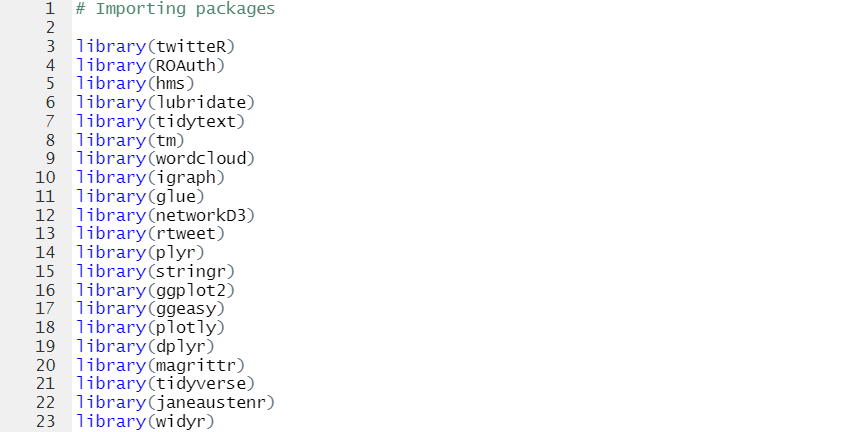 1 # Importing packages
2
3 library(twitteR)
4 library(ROAuth)
5 library(hms)
6 library(lubridate)
7 library(tidytext)
8 library(tm)
9 library(wordcloud)
10 library(igraph)
11 library(glue)
12 library(networkD3)
13 library(rtweet)
14 library(plyr)
15 library(stringr)
16 library(ggplot2)
17 library(ggeasy)
18 library(plotly)
19 library(dplyr)
20 library(magrittr)
21 library(tidyverse)
22 library(janeaustenr)
23 library(widyr)